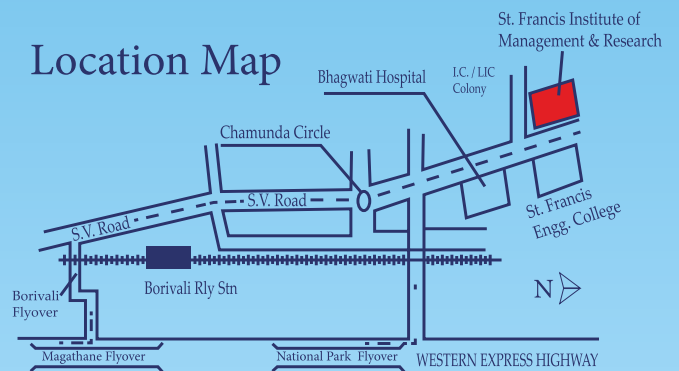 St. Francis Institute of
Management & Research
Location Map
Bhagwati Hospital
I.C. / LIC
Colony
Chamunda Circle
S.V. Road
S.V. Road
St. Francis
Engg. College
Borivali Rly Stn
N
Borivali
Flyover
Magathane Flyover
National Park Flyover
WESTERN EXPRESS HIGHWAY